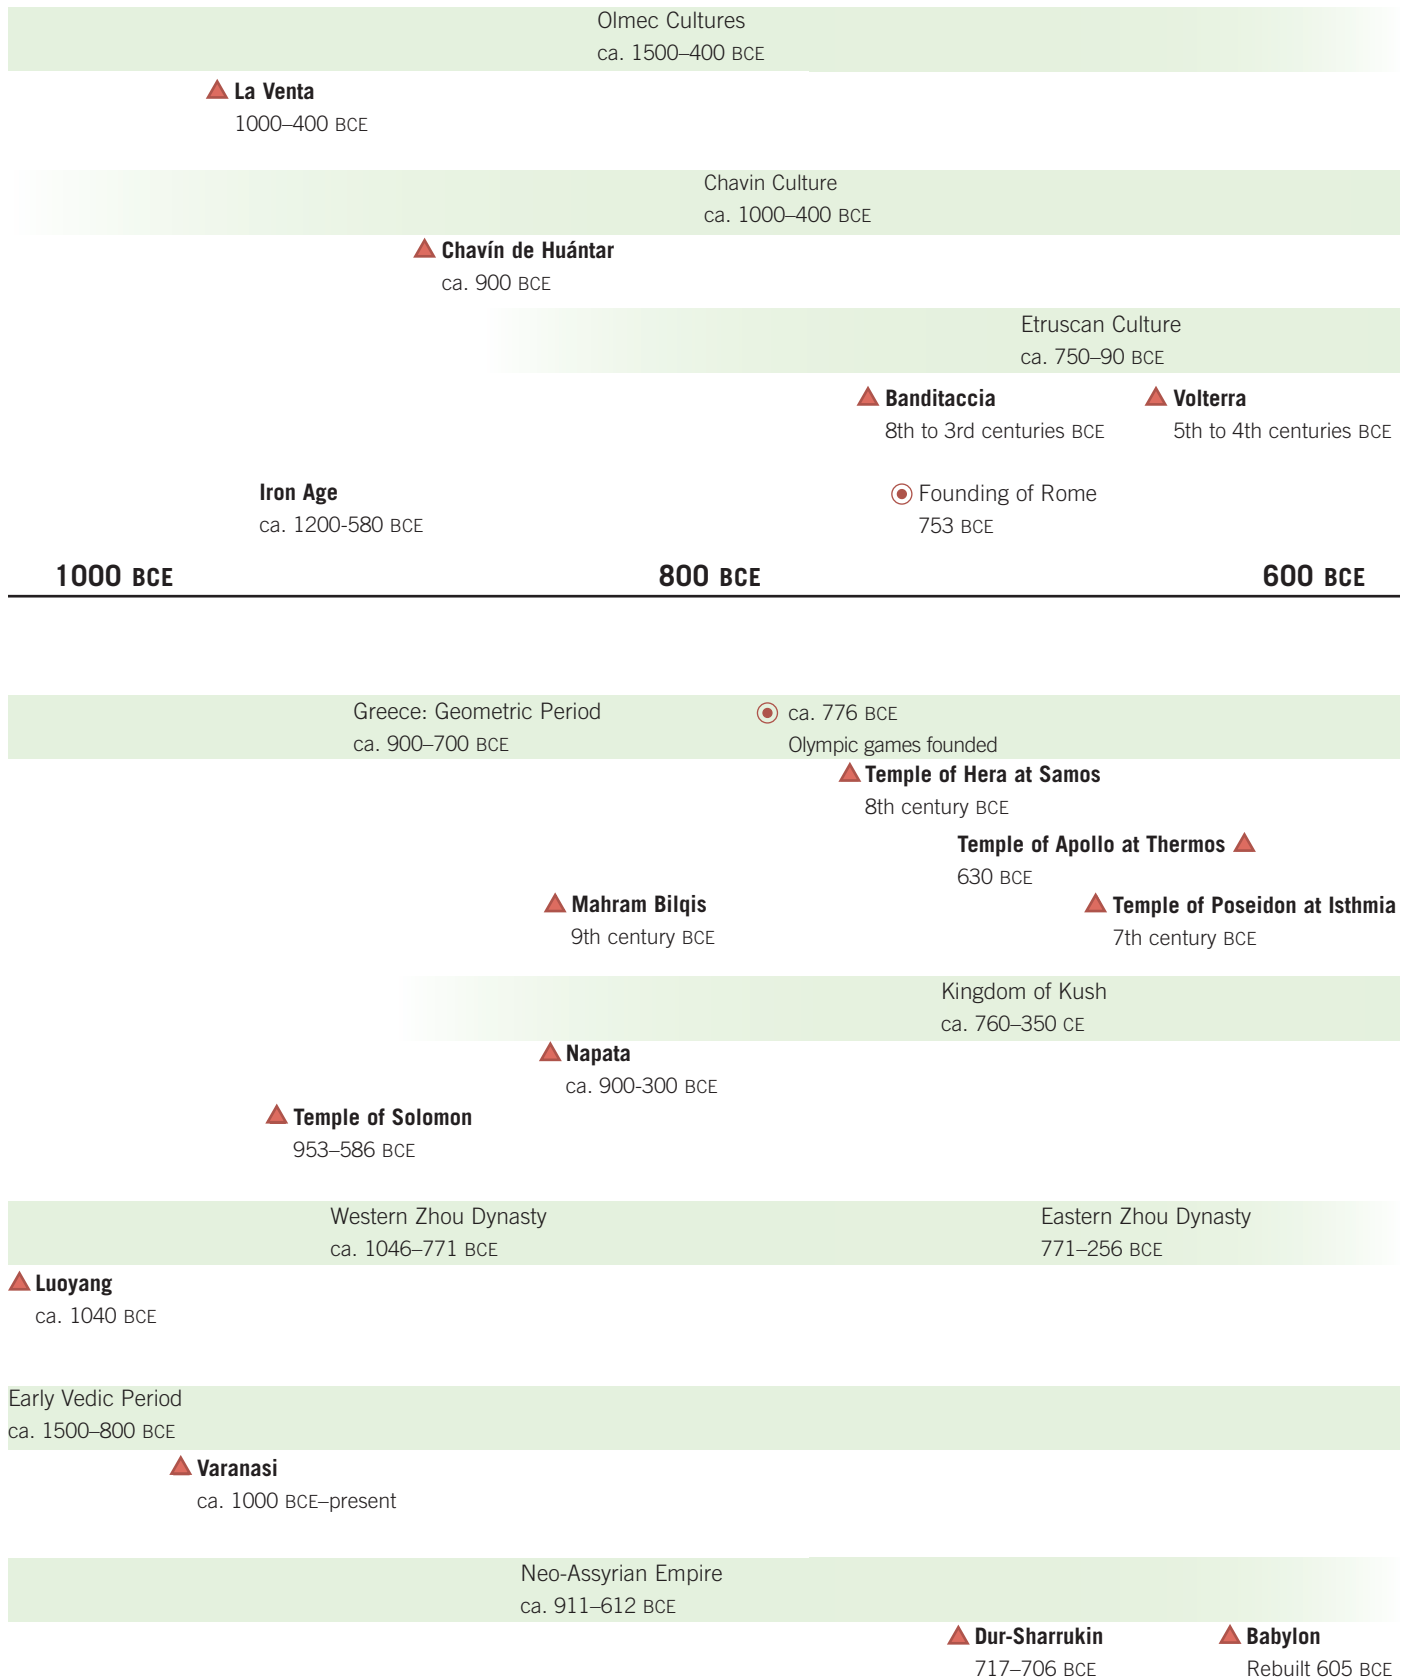 Olmec Cultures
ca. 1500–400 BCE
La Venta
1000–400 BCE
Chavin Culture
ca. 1000–400 BCE
Chavín de Huántar
ca. 900 BCE
Etruscan Culture
ca. 750–90 BCE
Banditaccia
8th to 3rd centuries BCE
Volterra
5th to 4th centuries BCE
Iron Age
ca. 1200-580 BCE
Founding of Rome
753 BCE
1000 BCE
800 BCE
600 BCE
Greece: Geometric Period
ca. 900–700 BCE
ca. 776 BCE
Olympic games founded
Temple of Hera at Samos
8th century BCE
Temple of Apollo at Thermos
630 BCE
Mahram Bilqis
9th century BCE
Temple of Poseidon at Isthmia
7th century BCE
Kingdom of Kush
ca. 760–350 CE
Napata
ca. 900-300 BCE
Temple of Solomon
953–586 BCE
Western Zhou Dynasty
ca. 1046–771 BCE
Eastern Zhou Dynasty
771–256 BCE
Luoyang
ca. 1040 BCE
Early Vedic Period
ca. 1500–800 BCE
Varanasi
ca. 1000 BCE–present
Neo-Assyrian Empire
ca. 911–612 BCE
Dur-Sharrukin
717–706 BCE
Babylon
Rebuilt 605 BCE